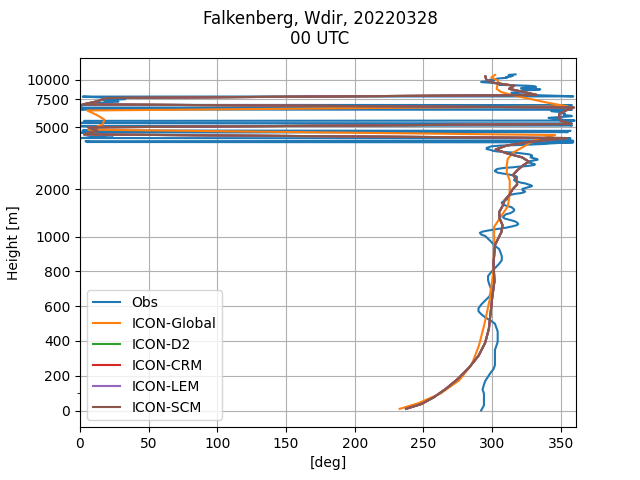 Falkenberg, Wdir, 20220328
00 UTC
10000
7500
5000
2000
1000
800
600
400
200
0
Height [m]
Obs
ICON-Global
ICON-D2
ICON-CRM
ICON-LEM
ICON-SCM
0 50 100 150 200 250 300 350
[deg]